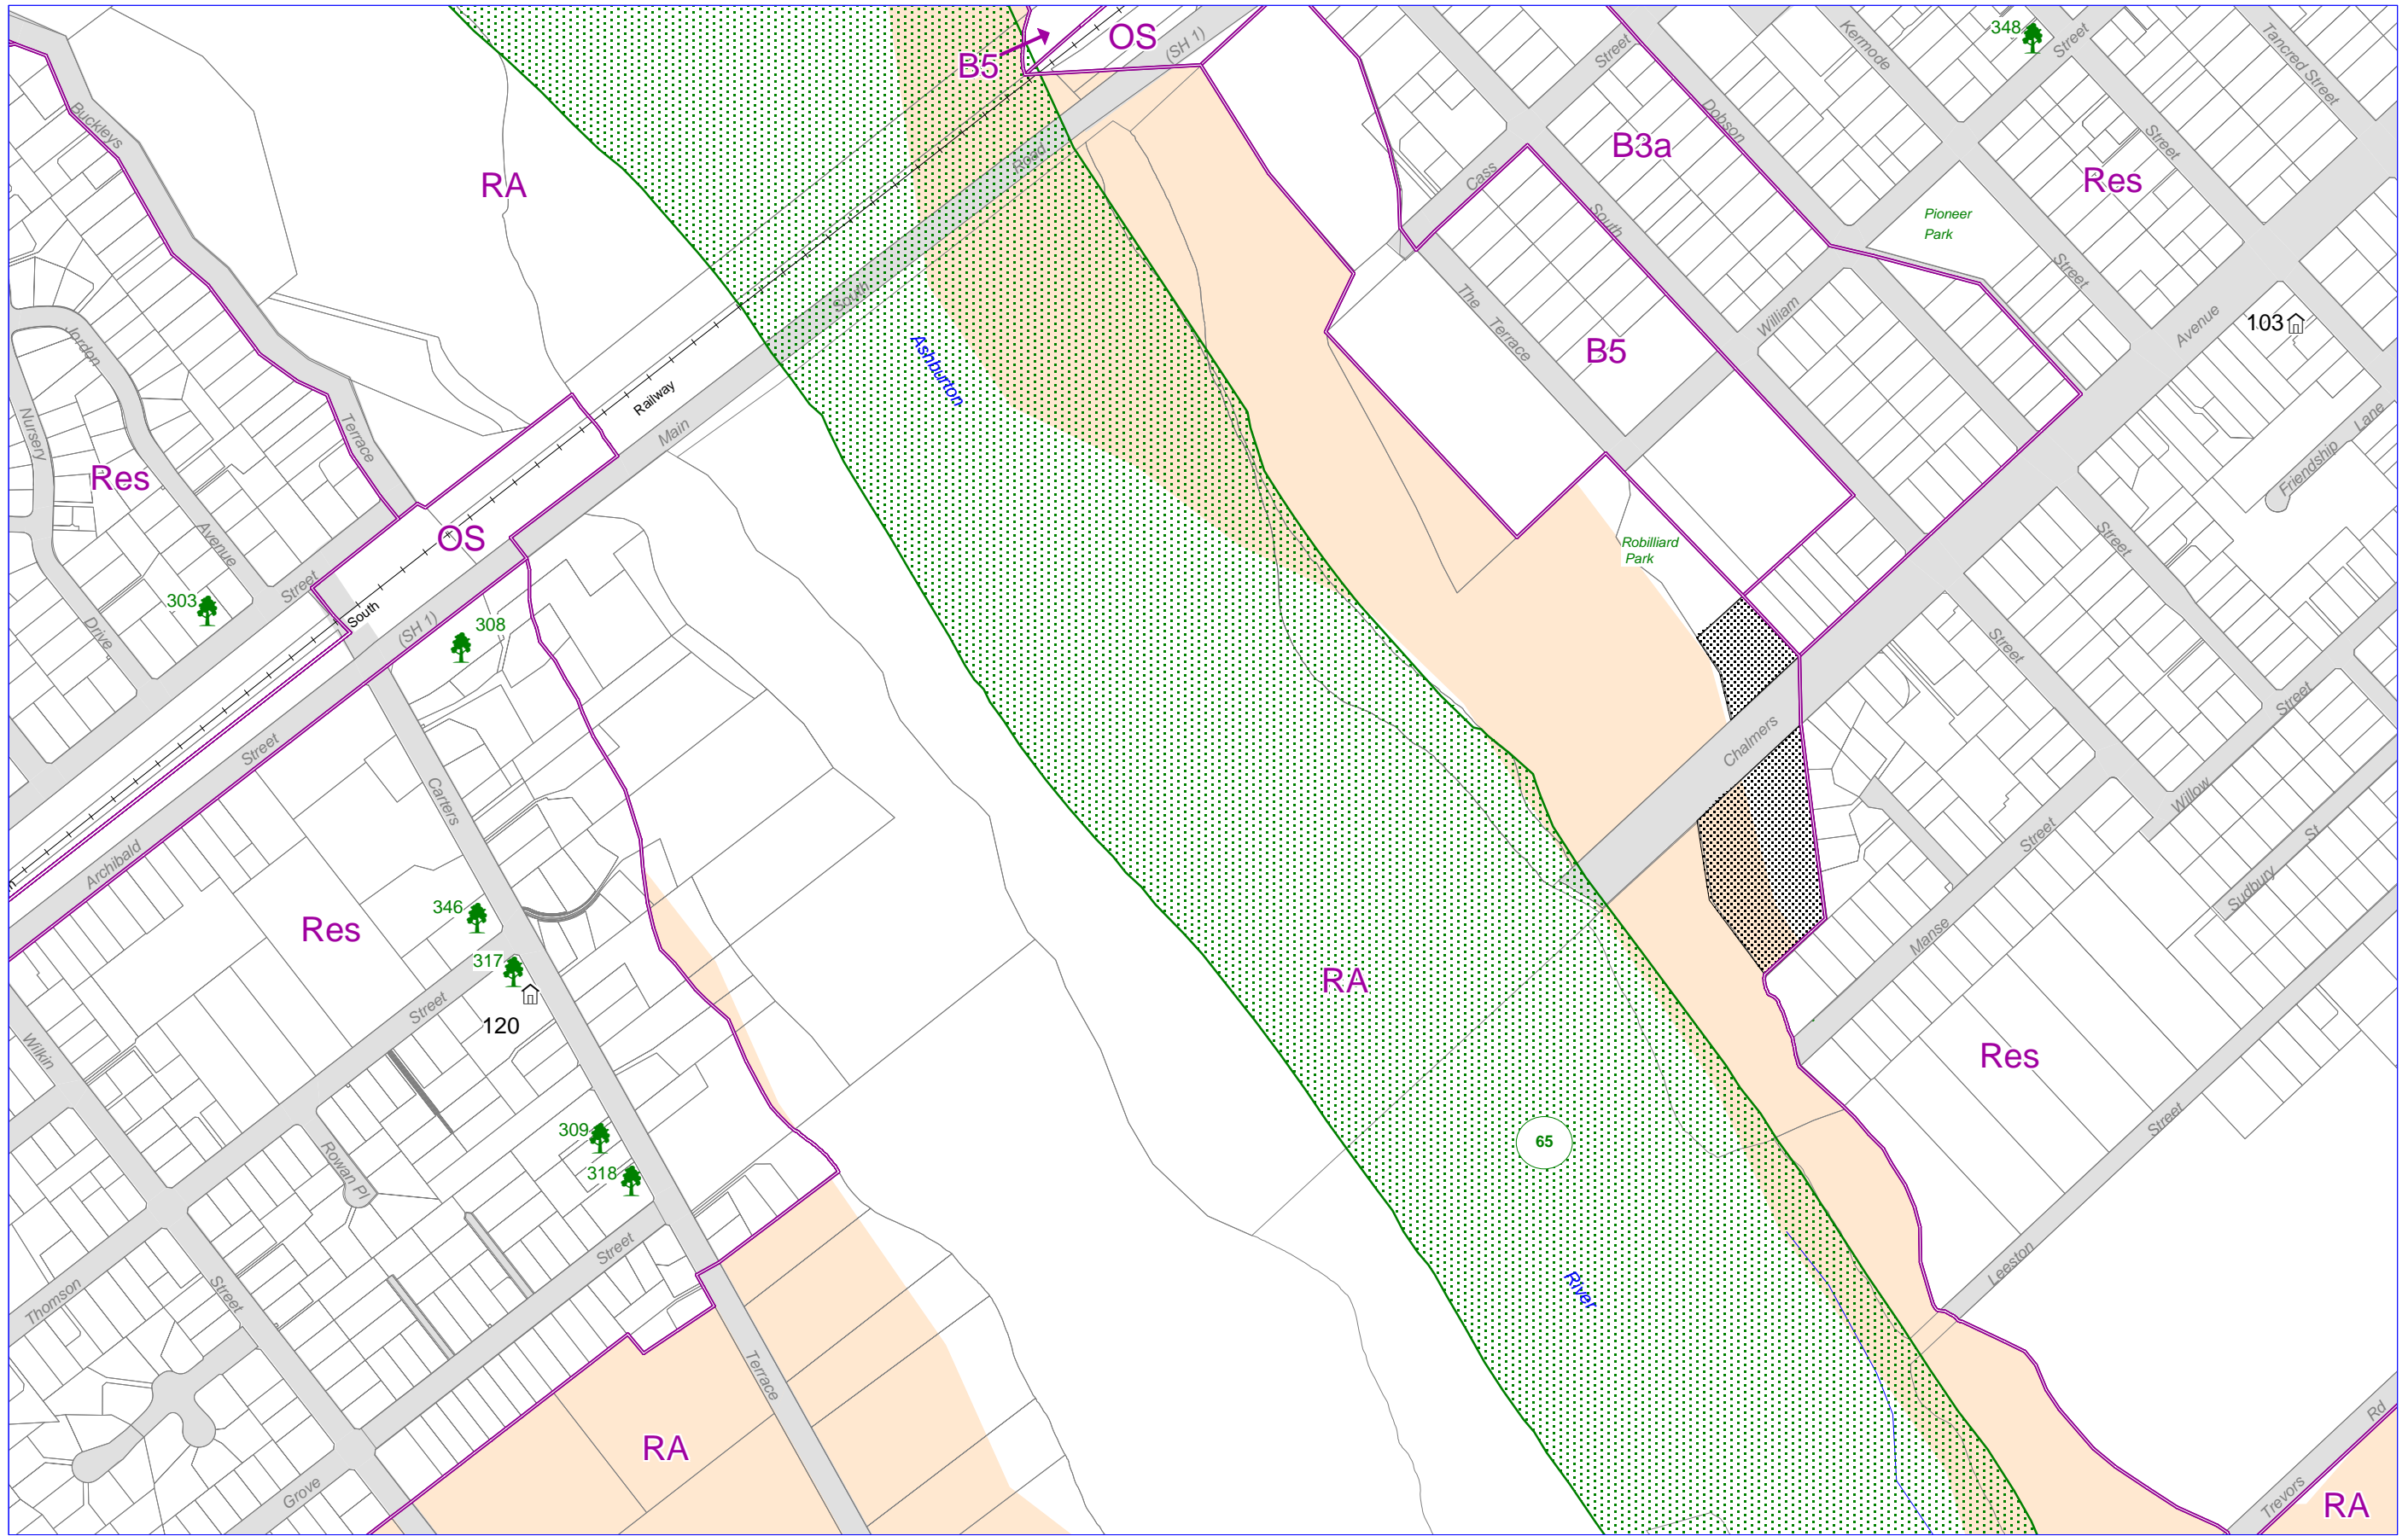 OS
B5
(SH 1)
348
Kermode
Street
Tancred Street
Street
Buckleys
Dobson
B3a
Street
Road
RA
Cass
Res
Pioneer
Park
South
Street
South
The
Terrace
William
Avenue
103
Jordon
Ashburton
B5
Railway
Main
Terrace
Nursery
Friendship
Lane
Res
OS
Avenue
Robilliard
Park
Street
Street
303
South
(SH 1)
308
Drive
Street
Street
Chalmers
Street
Carters
Willow
Street
Sudbury
St
Archibald
346
Res
Manse
317
RA
Street
120
Wilkin
Res
65
309
318
Street
Rowan Pl
Street
Leeston
River
Thomson
Street
Terrace
RA
Rd
Grove
Trevors
RA